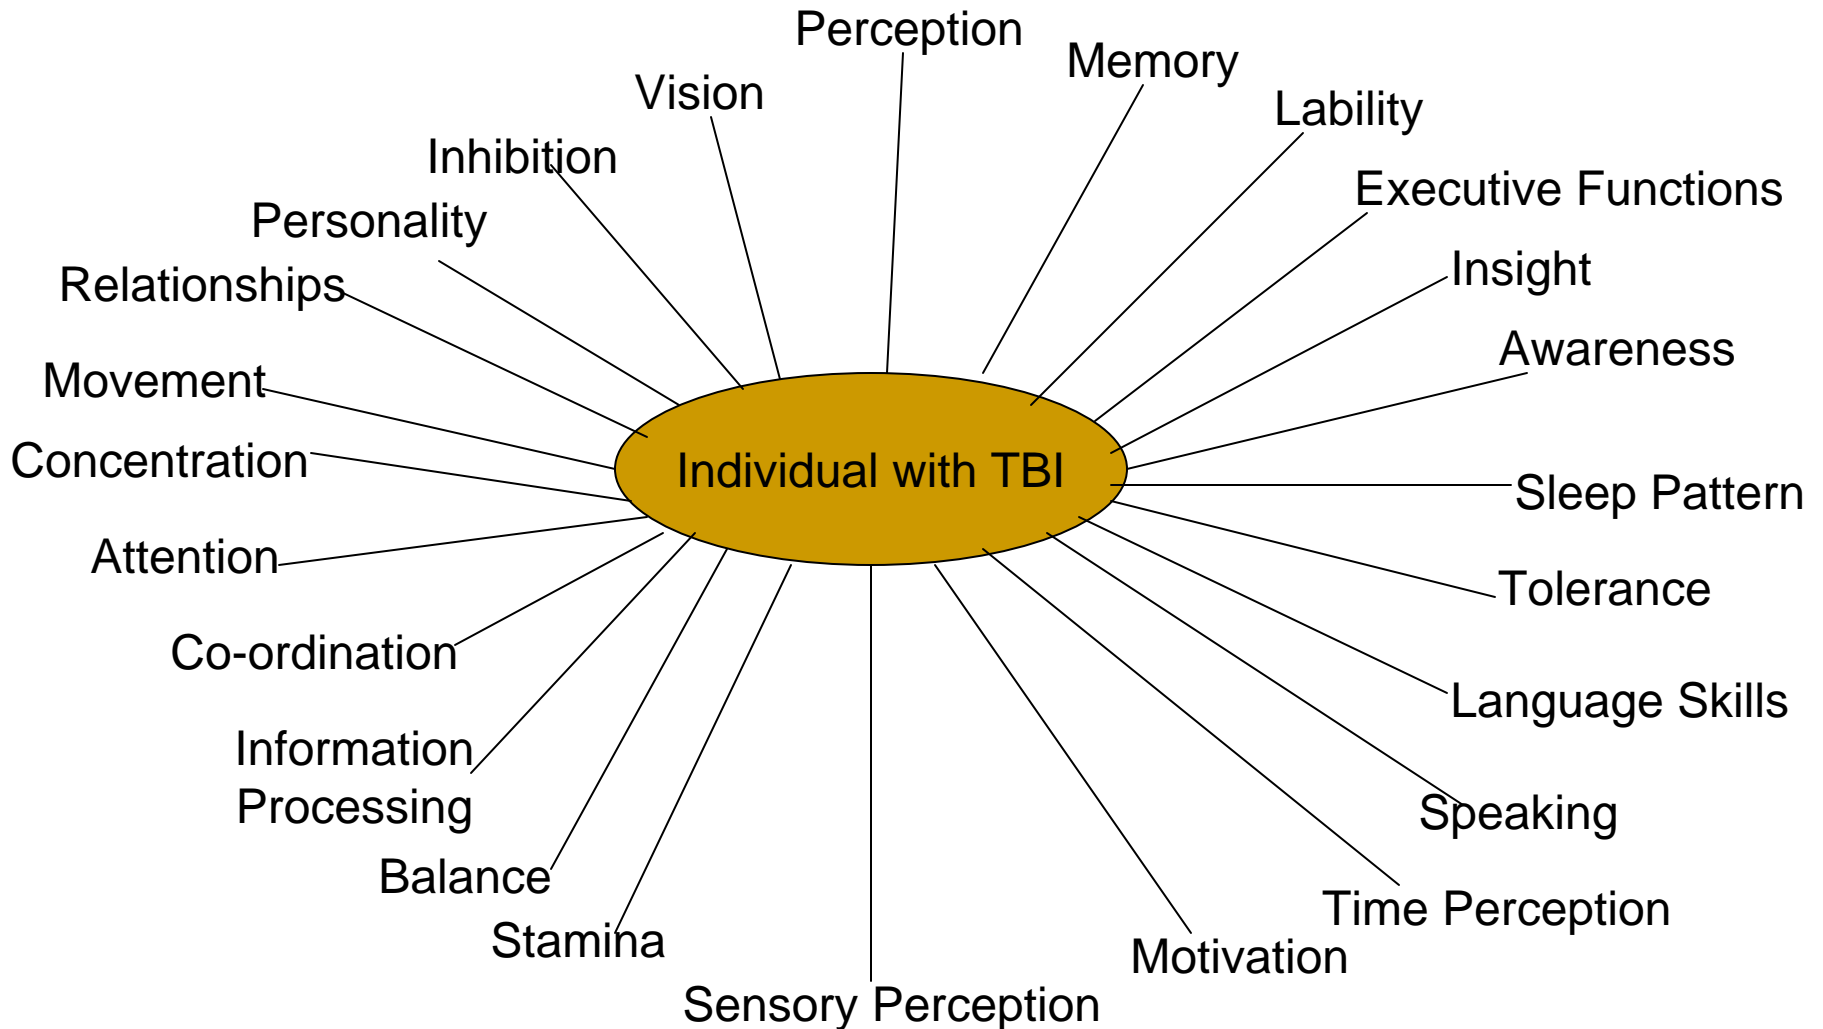 Perception
Memory
Vision
Lability
Inhibition
Executive Functions
Personality
Insight
Relationships
Awareness
Movement
Concentration
Individual with TBI
Sleep Pattern
Attention
Tolerance
Co-ordination
Language Skills
Information
Processing
Speaking
Balance
Time Perception
Stamina
Motivation
Sensory Perception